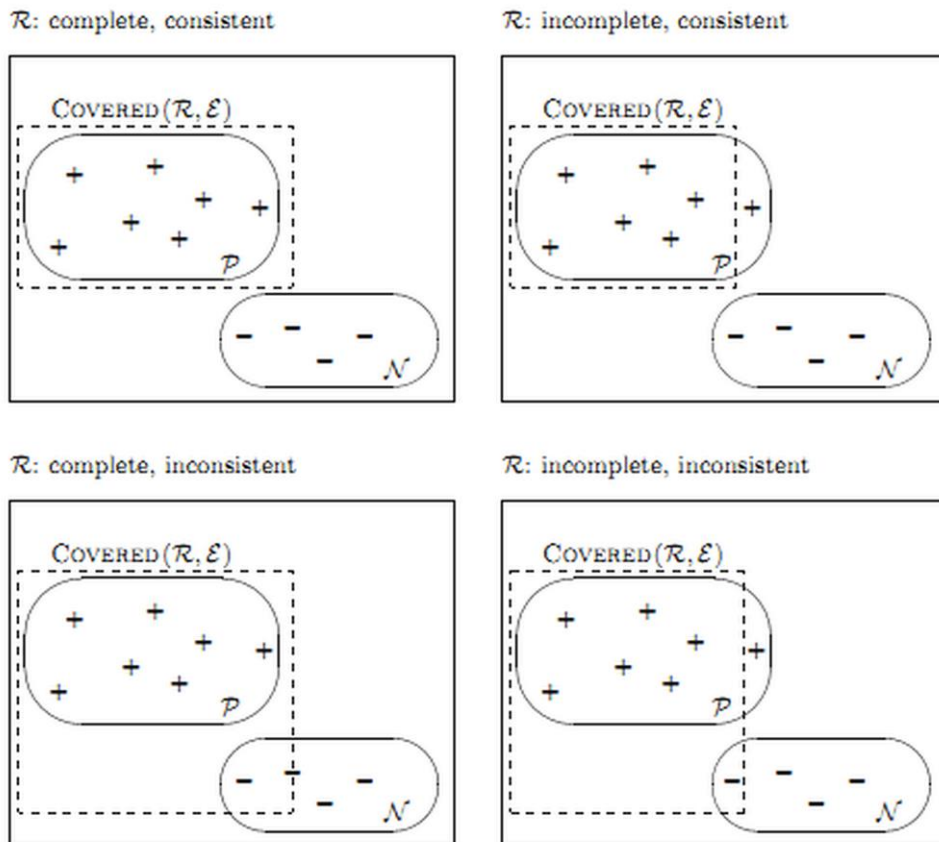 ℛ: complete, consistent
COVERED(ℛ, ℰ)
+ + + + + + +
𝒫
− − − −
𝒩
ℛ: incomplete, consistent
COVERED(ℛ, ℰ)
+ + + + + + +
𝒫
− − − −
𝒩
ℛ: complete, inconsistent
COVERED(ℛ, ℰ)
+ + + + + + +
𝒫
− − − −
𝒩
ℛ: incomplete, inconsistent
COVERED(ℛ, ℰ)
+ + + + + + +
𝒫
− − − −
𝒩